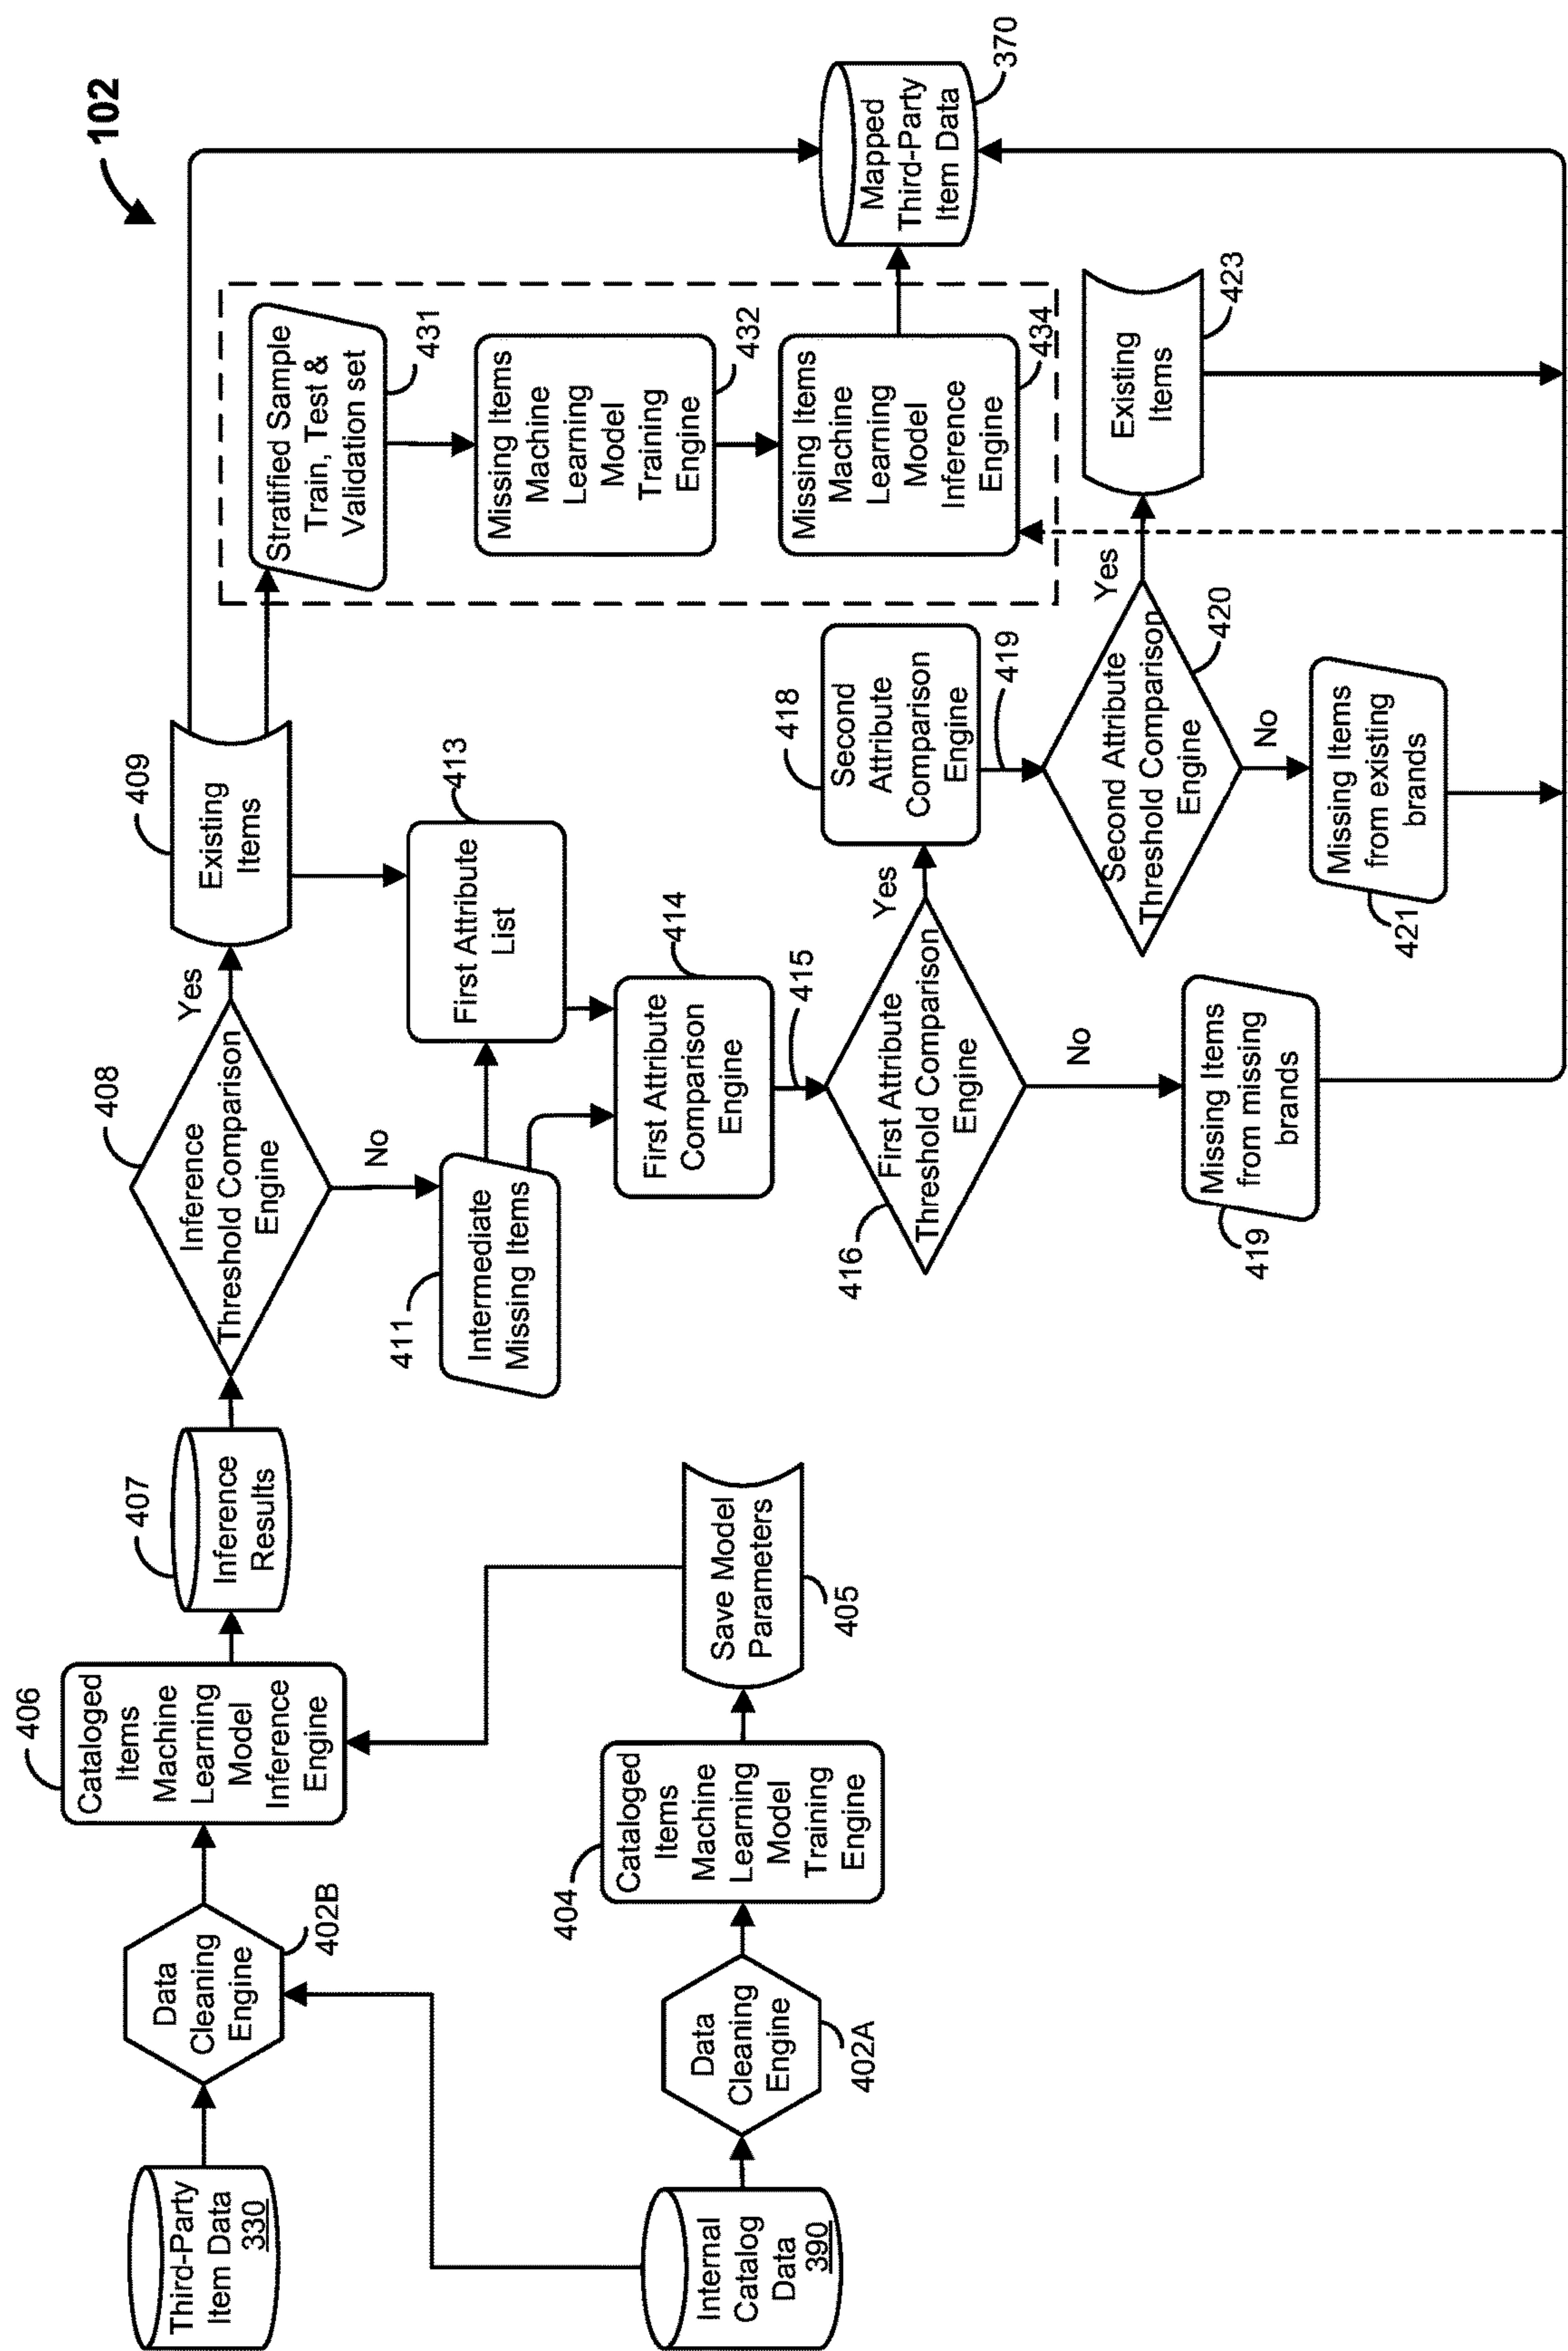 102
Third-Party
Item Data
330
Data
Cleaning
Engine
402B
406
Cataloged
Items
Machine
Learning
Model
Inference
Engine
407
Inference
Results
408
Inference
Threshold Comparison
Engine
Yes
No
409
Existing
Items
Internal
Catalog
Data
390
Data
Cleaning
Engine
402A
404
Cataloged
Items
Machine
Learning
Model
Training
Engine
Save Model
Parameters
405
411
Intermediate
Missing Items
413
First Attribute
List
414
First Attribute
Comparison
Engine
415
416
First Attribute
Threshold Comparison
Engine
Yes
No
419
Missing Items
from missing
brands
418
Second
Attribute
Comparison
Engine
419
420
Second Attribute
Threshold Comparison
Engine
Yes
No
421
Missing Items
from existing
brands
423
Existing
Items
Stratified Sample
Train, Test &
Validation set
431
Missing Items
Machine
Learning
Model
Training
Engine
432
Missing Items
Machine
Learning
Model
Inference
Engine
434
Mapped
Third-Party
Item Data
370